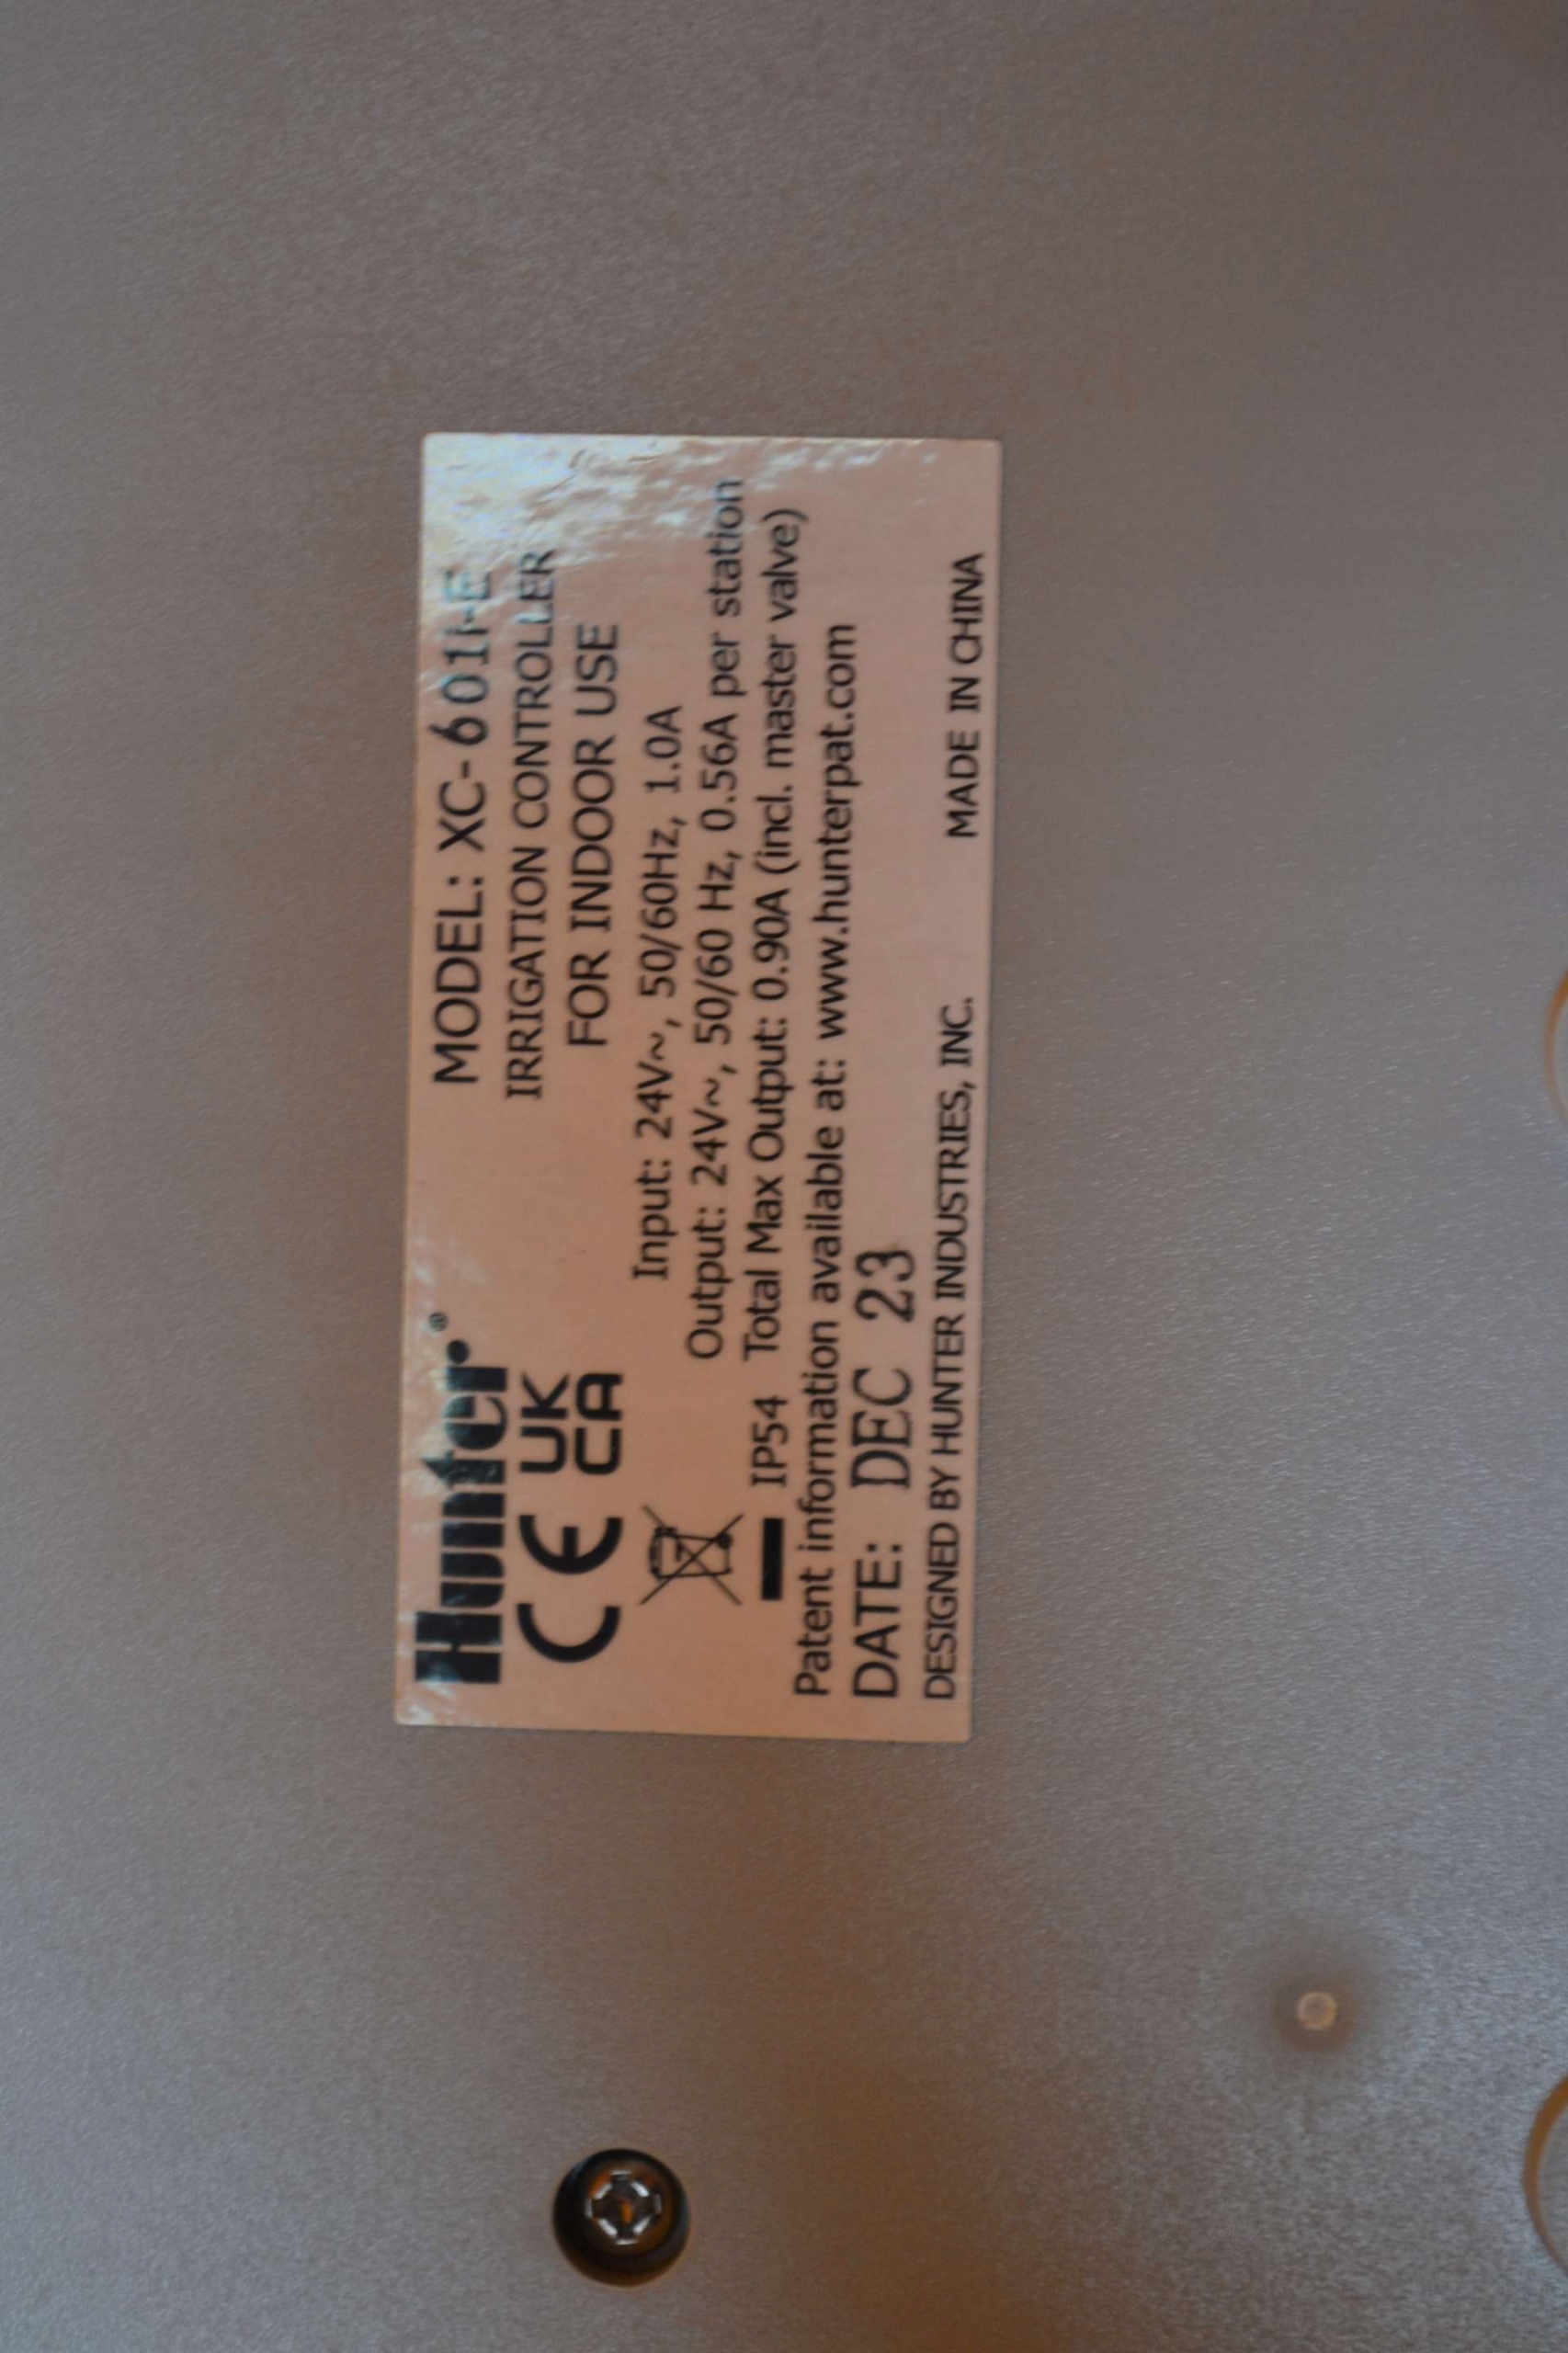 Hunter®
MODEL: XC-601i-E
IRRIGATION CONTROLLER
FOR INDOOR USE
CE UK CA
Input: 24V~, 50/60Hz, 1.0A
Output: 24V~, 50/60 Hz, 0.56A per station
IP54 Total Max Output: 0.90A (incl. master valve)
Patent information available at: www.hunterpat.com
DATE: DEC 23
DESIGNED BY HUNTER INDUSTRIES, INC. MADE IN CHINA